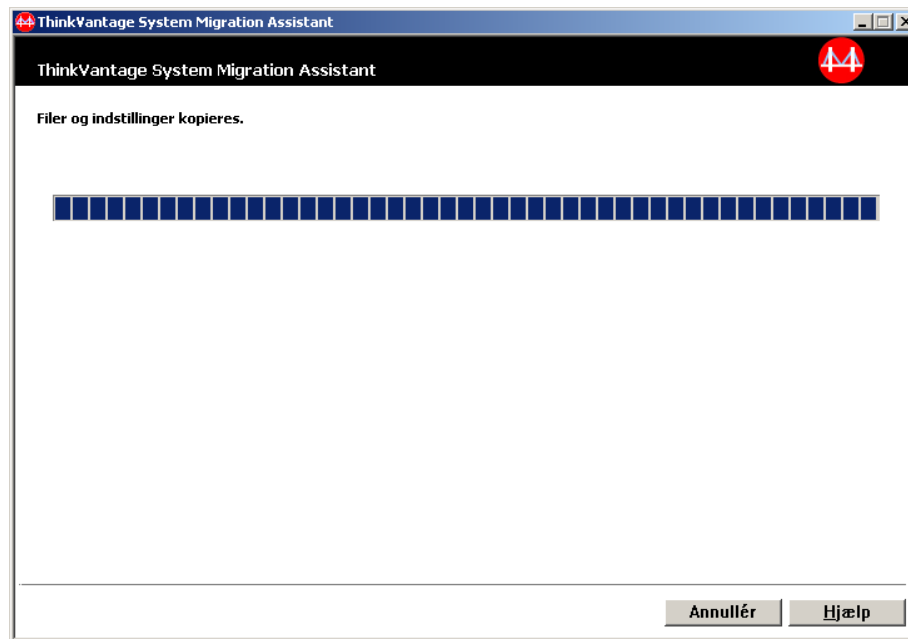 ThinkVantage System Migration Assistant
ThinkVantage System Migration Assistant
Filer og indstillinger kopieres.
Annullér
Hjælp